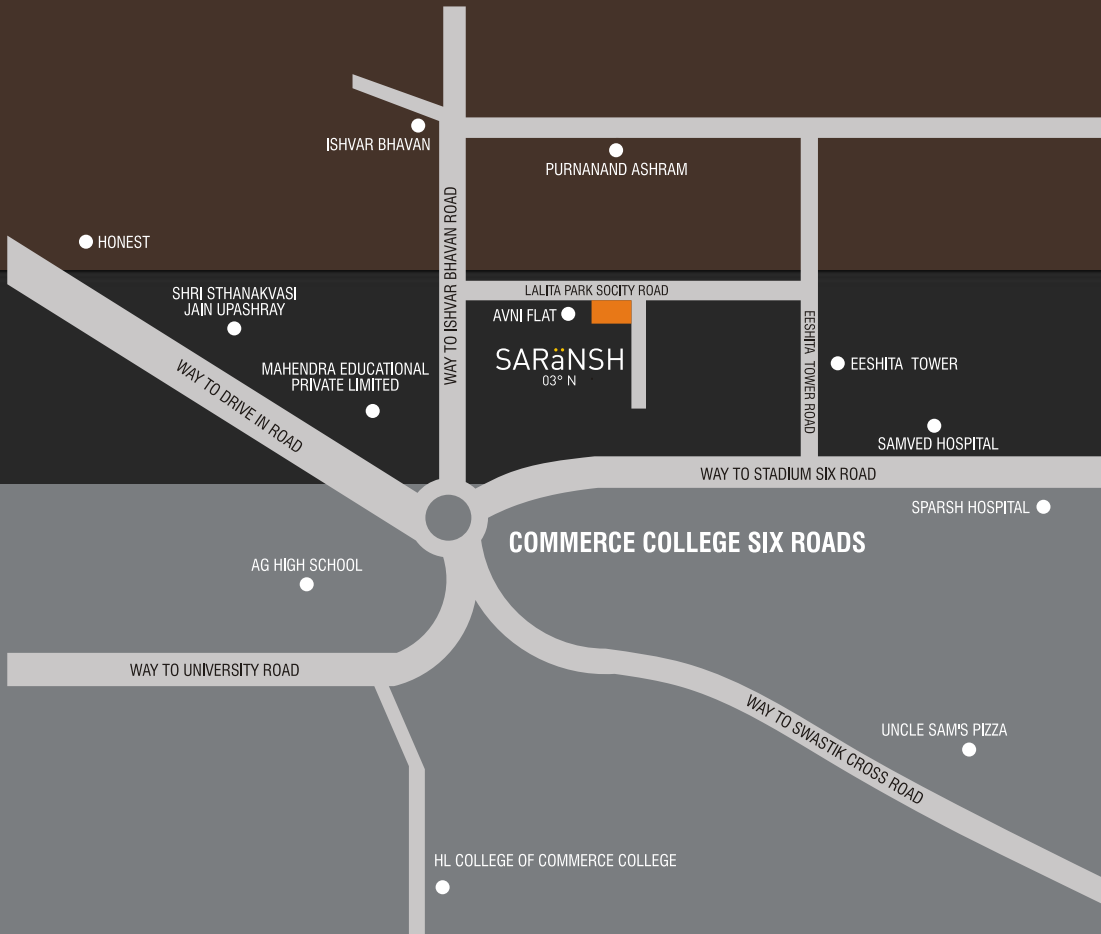 ISHVAR BHAVAN
PURNANAND ASHRAM
WAY TO ISHVAR BHAVAN ROAD
HONEST
SHRI STHANAKVASI
JAIN UPASHRAY
LALITA PARK SOCITY ROAD
AVNI FLAT
SARäNSH
03° N
EESHITA TOWER ROAD
EESHITA TOWER
MAHENDRA EDUCATIONAL
PRIVATE LIMITED
WAY TO DRIVE IN ROAD
SAMVED HOSPITAL
WAY TO STADIUM SIX ROAD
SPARSH HOSPITAL
COMMERCE COLLEGE SIX ROADS
AG HIGH SCHOOL
WAY TO UNIVERSITY ROAD
WAY TO SWASTIK CROSS ROAD
UNCLE SAM'S PIZZA
HL COLLEGE OF COMMERCE COLLEGE